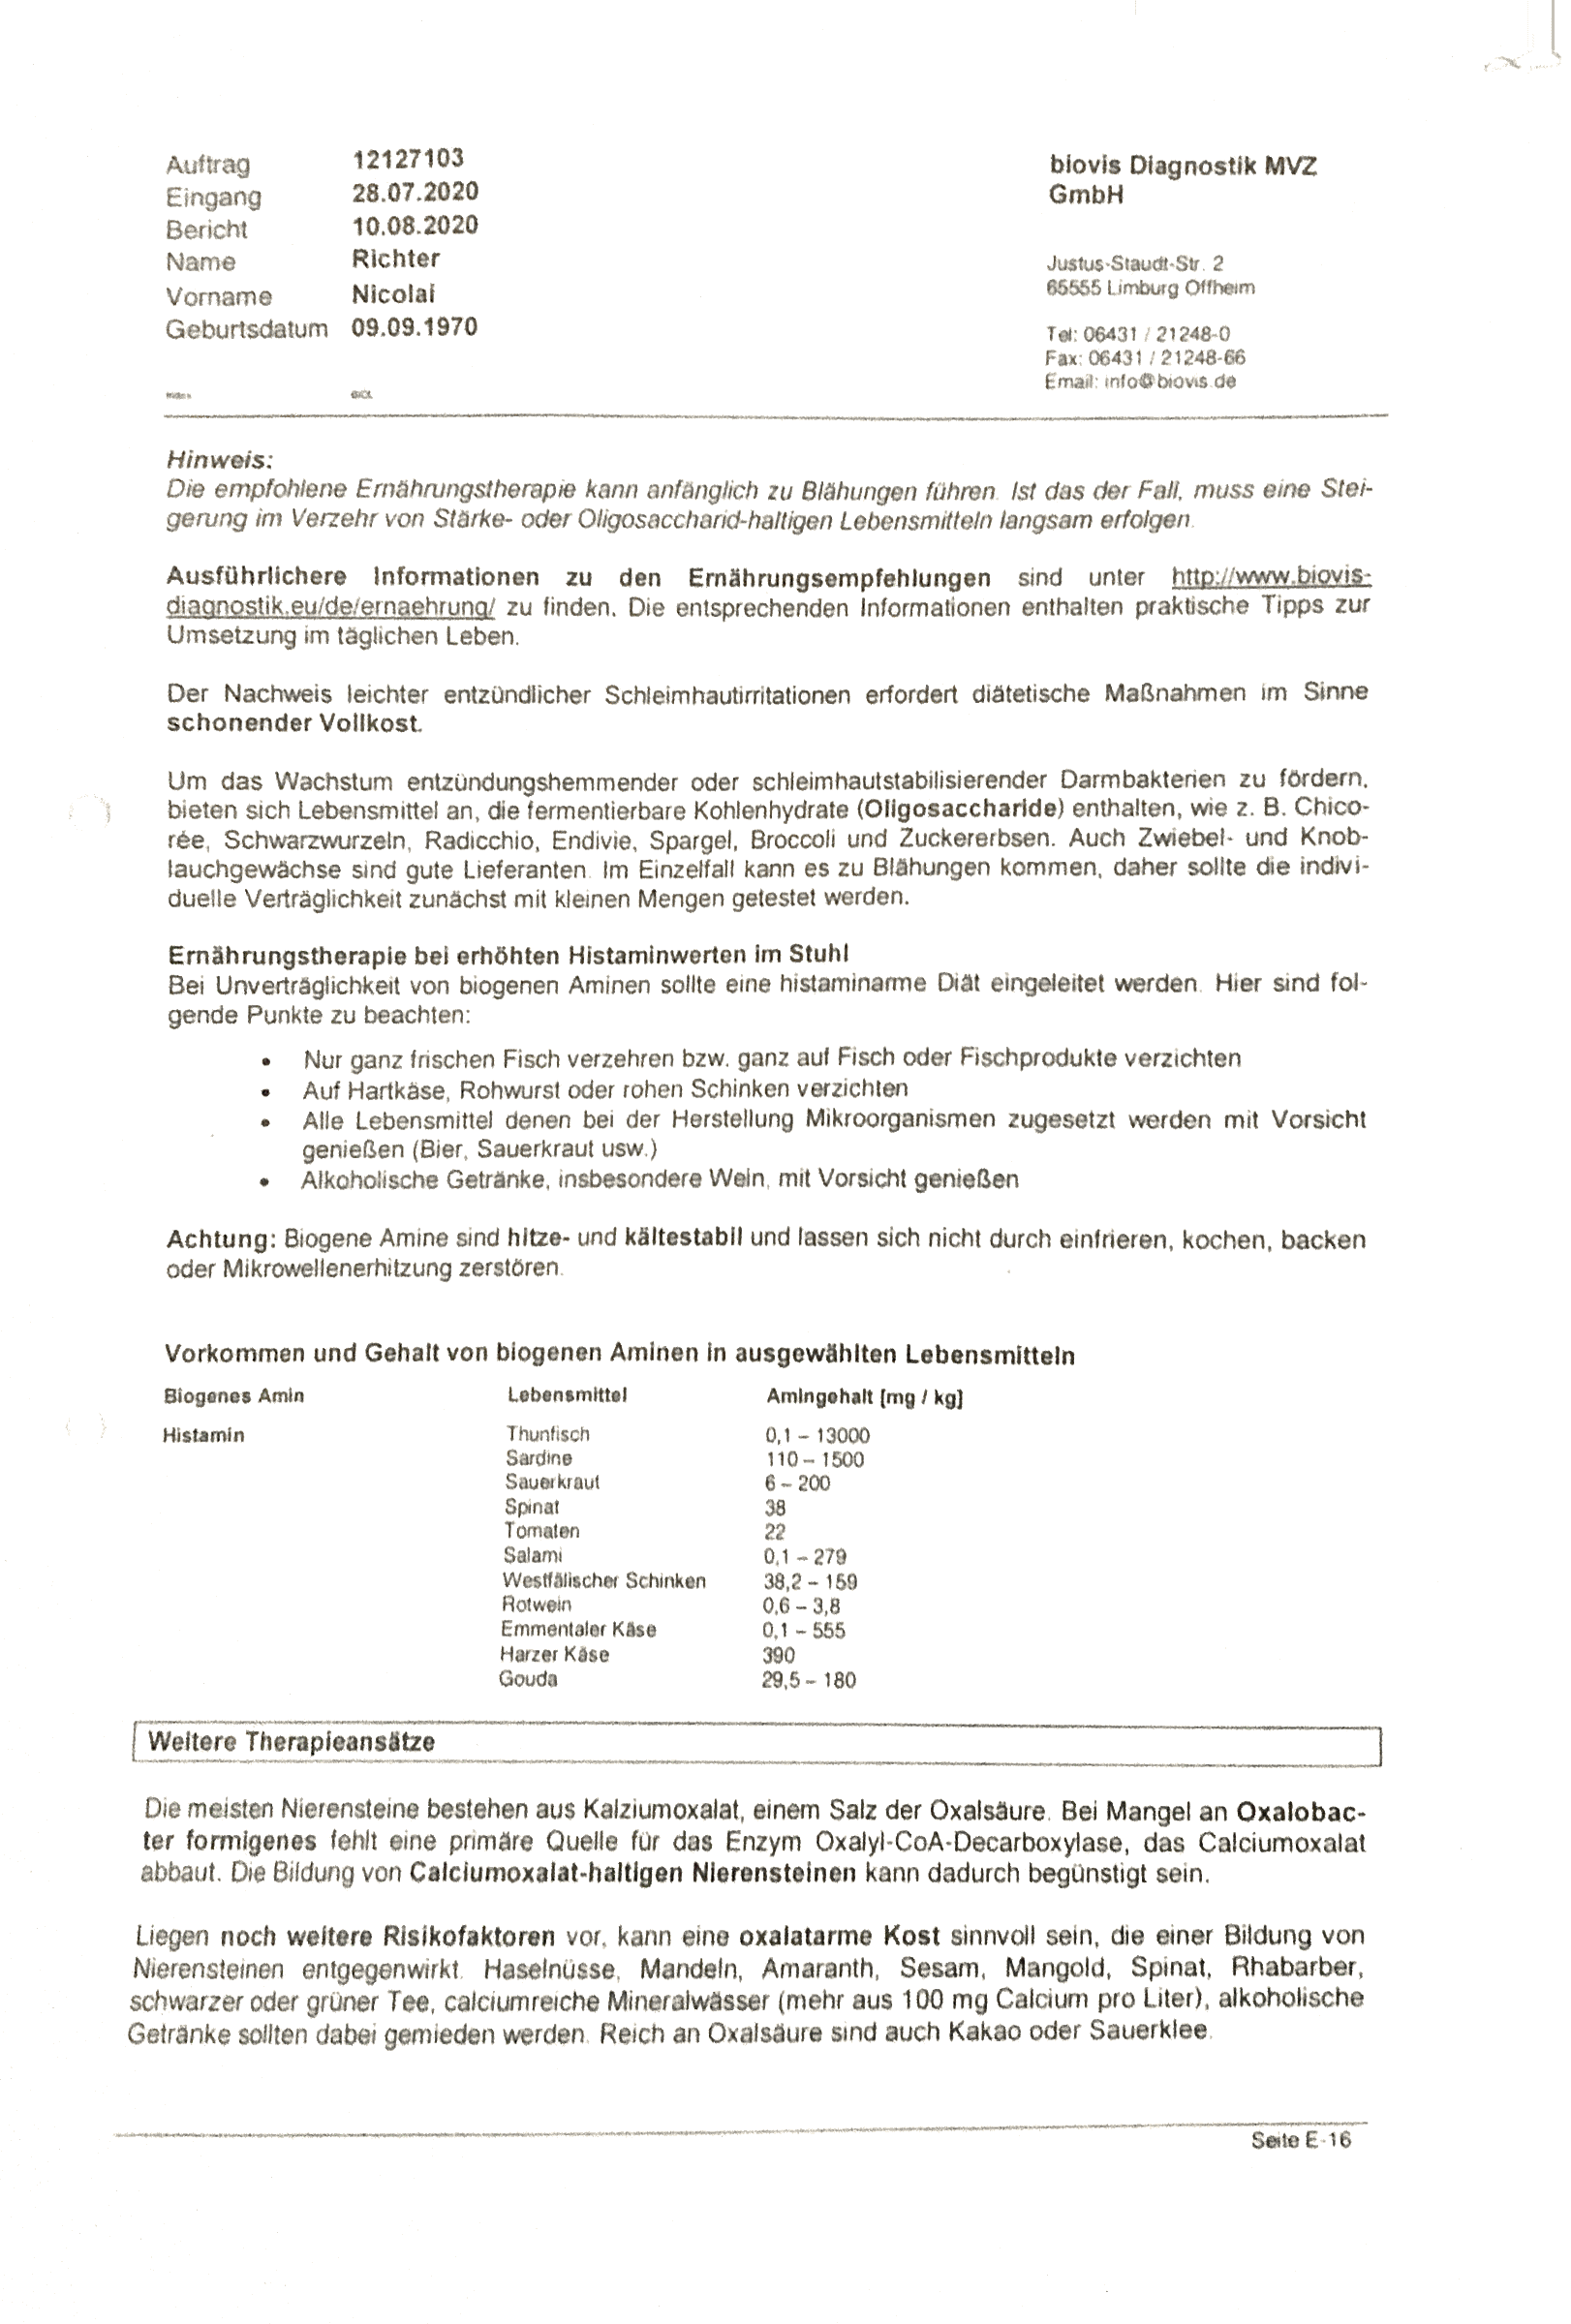 Auftrag 12127103
Eingang 28.07.2020
Bericht 10.08.2020
Name Richter
Vorname Nicolai
Geburtsdatum 09.09.1970
biovis Diagnostik MVZ
GmbH
Justus-Staudt-Str. 2
65555 Limburg Offheim
Tel: 06431 / 21248-0
Fax: 06431 / 21248-66
Email: info@biovis.de
Hinweis:
Die empfohlene Ernährungstherapie kann anfänglich zu Blähungen führen. Ist das der Fall, muss eine Stei-
gerung im Verzehr von Stärke- oder Oligosaccharid-haltigen Lebensmitteln langsam erfolgen.
Ausführlichere Informationen zu den Ernährungsempfehlungen sind unter http://www.biovis-
diagnostik.eu/de/ernaehrung/ zu finden. Die entsprechenden Informationen enthalten praktische Tipps zur
Umsetzung im täglichen Leben.
Der Nachweis leichter entzündlicher Schleimhautirritationen erfordert diätetische Maßnahmen im Sinne
schonender Vollkost.
Um das Wachstum entzündungshemmender oder schleimhautstabilisierender Darmbakterien zu fördern,
bieten sich Lebensmittel an, die fermentierbare Kohlenhydrate (Oligosaccharide) enthalten, wie z. B. Chico-
rée, Schwarzwurzeln, Radicchio, Endivie, Spargel, Broccoli und Zuckererbsen. Auch Zwiebel- und Knob-
lauchgewächse sind gute Lieferanten. Im Einzelfall kann es zu Blähungen kommen, daher sollte die indivi-
duelle Verträglichkeit zunächst mit kleinen Mengen getestet werden.
Ernährungstherapie bei erhöhten Histaminwerten im Stuhl
Bei Unverträglichkeit von biogenen Aminen sollte eine histaminarme Diät eingeleitet werden. Hier sind fol-
gende Punkte zu beachten:
• Nur ganz frischen Fisch verzehren bzw. ganz auf Fisch oder Fischprodukte verzichten
• Auf Hartkäse, Rohwurst oder rohen Schinken verzichten
• Alle Lebensmittel denen bei der Herstellung Mikroorganismen zugesetzt werden mit Vorsicht
genießen (Bier, Sauerkraut usw.)
• Alkoholische Getränke, insbesondere Wein, mit Vorsicht genießen
Achtung: Biogene Amine sind hitze- und kältestabil und lassen sich nicht durch einfrieren, kochen, backen
oder Mikrowellenerhitzung zerstören.
Vorkommen und Gehalt von biogenen Aminen in ausgewählten Lebensmitteln
Biogenes Amin Lebensmittel Amingehalt [mg / kg]
Histamin Thunfisch 0,1 – 13000
Sardine 110 – 1500
Sauerkraut 6 – 200
Spinat 38
Tomaten 22
Salami 0,1 – 279
Westfälischer Schinken 38,2 – 159
Rotwein 0,6 – 3,8
Emmentaler Käse 0,1 – 555
Harzer Käse 390
Gouda 29,5 – 180
Weitere Therapieansätze
Die meisten Nierensteine bestehen aus Kalziumoxalat, einem Salz der Oxalsäure. Bei Mangel an Oxalobac-
ter formigenes fehlt eine primäre Quelle für das Enzym Oxalyl-CoA-Decarboxylase, das Calciumoxalat
abbaut. Die Bildung von Calciumoxalat-haltigen Nierensteinen kann dadurch begünstigt sein.
Liegen noch weitere Risikofaktoren vor, kann eine oxalatarme Kost sinnvoll sein, die einer Bildung von
Nierensteinen entgegenwirkt. Haselnüsse, Mandeln, Amaranth, Sesam, Mangold, Spinat, Rhabarber,
schwarzer oder grüner Tee, calciumreiche Mineralwässer (mehr aus 100 mg Calcium pro Liter), alkoholische
Getränke sollten dabei gemieden werden. Reich an Oxalsäure sind auch Kakao oder Sauerklee.
Seite E-16